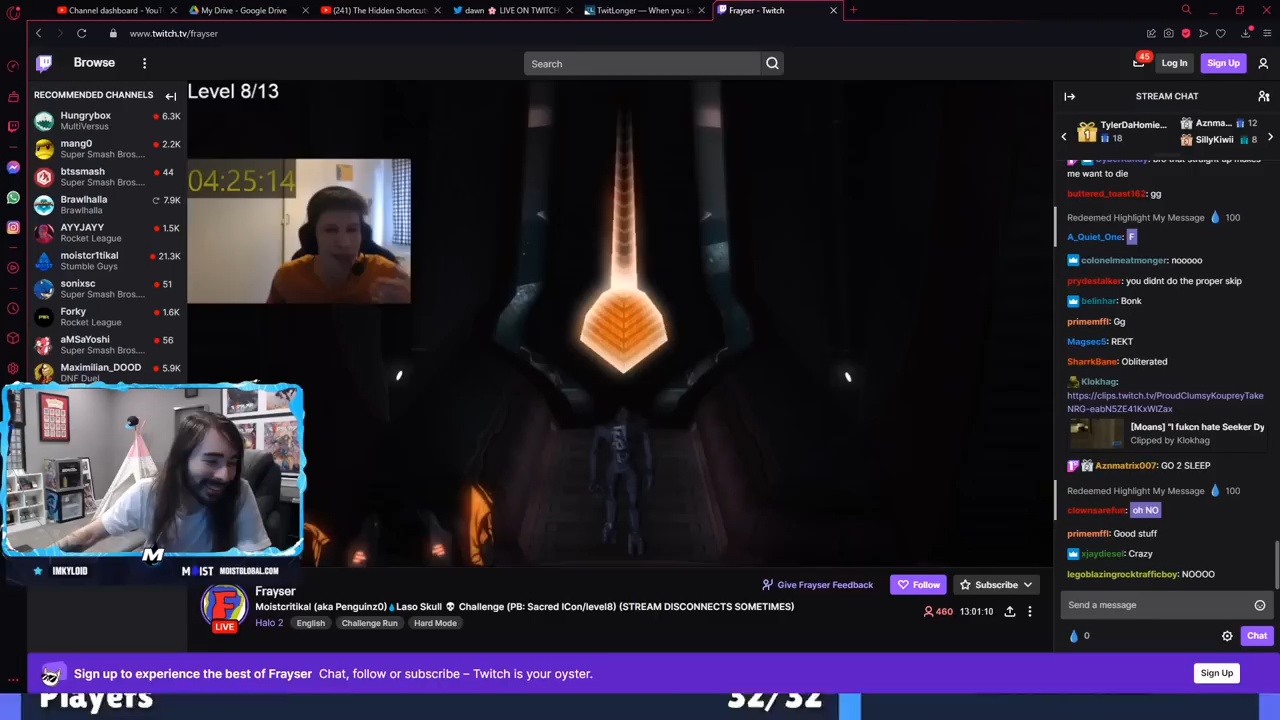 Channel dashboard - YouTube
My Drive - Google Drive
(241) The Hidden Shortcuts
dawn LIVE ON TWITCH
TwitLonger — When you ta
Frayser - Twitch
www.twitch.tv/frayser
Browse
Search
45
Log In
Sign Up
RECOMMENDED CHANNELS
Hungrybox
6.3K
MultiVersus
mang0
2.2K
Super Smash Bros....
btssmash
44
Super Smash Bros....
Brawlhalla
7.9K
Brawlhalla
AYYJAYY
1.5K
Rocket League
moistcr1tikal
21.3K
Stumble Guys
sonixsc
51
Super Smash Bros....
Forky
1.6K
Rocket League
aMSaYoshi
56
Super Smash Bros....
Maximilian_DOOD
5.9K
DNF Duel
Level 8/13
04:25:14
M
IMKYLOID
MOIST
MOISTGLOBAL.COM
LIVE
Frayser
Moistcritikal (aka Penguinz0)💧Laso Skull 💀 Challenge (PB: Sacred ICon/level8) (STREAM DISCONNECTS SOMETIMES)
Halo 2
English
Challenge Run
Hard Mode
Give Frayser Feedback
Follow
Subscribe
460
13:01:10
STREAM CHAT
1
TylerDaHomie...
18
Aznma...
12
SillyKiwii
8
bro that straight up makes
me want to die
buttered_toast162: gg
Redeemed Highlight My Message 100
A_Quiet_One: F
colonelmeatmonger: nooooo
prydestalker: you didnt do the proper skip
belinhar: Bonk
primemffl: Gg
Magsec5: REKT
SharrkBane: Obliterated
Klokhag:
https://clips.twitch.tv/ProudClumsyKoupreyTake
NRG-eabN5ZE41KxWIZax
[Moans] "I fukcn hate Seeker Dy
Clipped by Klokhag
Aznmatrix007: GO 2 SLEEP
Redeemed Highlight My Message 100
clownsarefun: oh NO
primemffl: Good stuff
xjaydiesel: Crazy
legoblazingrocktrafficboy: NOOOO
Send a message
0
Chat
Sign up to experience the best of Frayser
Chat, follow or subscribe – Twitch is your oyster.
Sign Up
Players
32/32